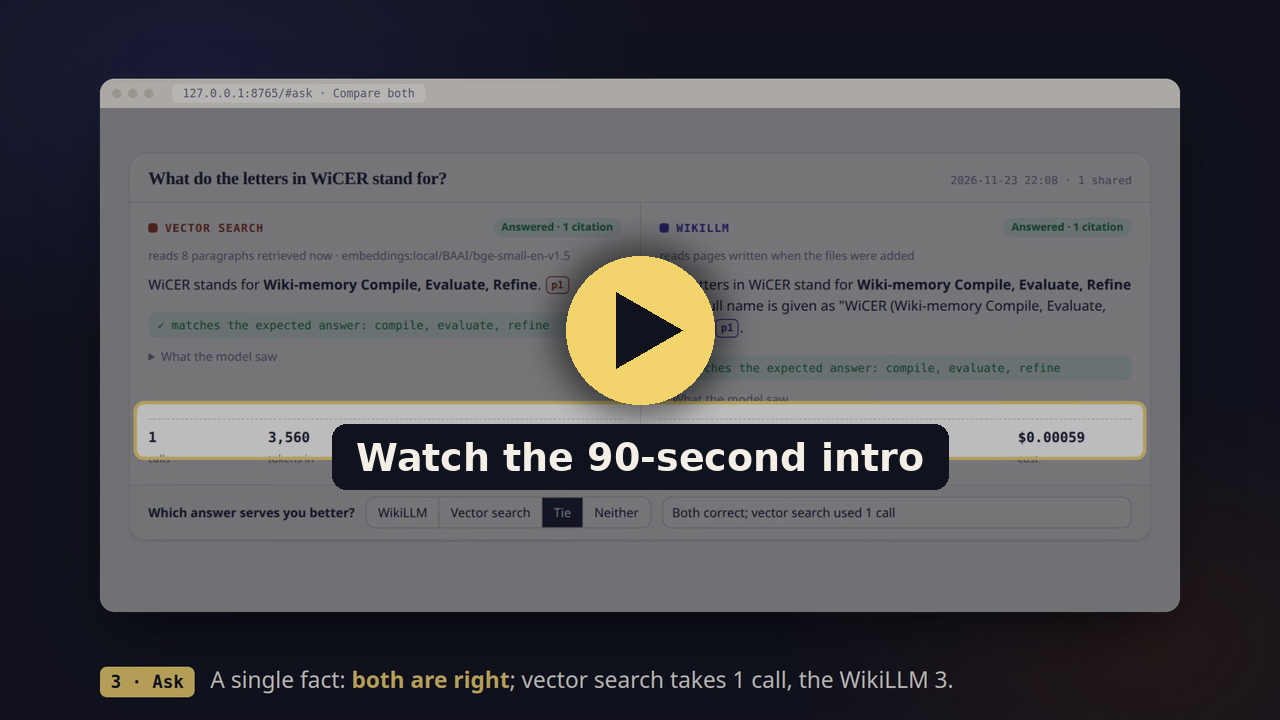 127.0.0.1:8765/#ask · Compare both
What do the letters in WiCER stand for?
2026-11-23 22:08 · 1 shared
VECTOR SEARCH
Answered · 1 citation
reads 8 paragraphs retrieved now · embeddings:local/BAAI/bge-small-en-v1.5
WiCER stands for Wiki-memory Compile, Evaluate, Refine. p1
✓ matches the expected answer: compile, evaluate, refine
▶ What the model saw
1
3,560
calls
tokens in
WIKILLM
Answered · 1 citation
reads pages written when the files were added
in WiCER stand for Wiki-memory Compile, Evaluate, Refine
name is given as "WiCER (Wiki-memory Compile, Evaluate,
p1.
the expected answer: compile, evaluate, refine
What the model saw
$0.00059
cost
Watch the 90-second intro
Which answer serves you better?
WikiLLM
Vector search
Tie
Neither
Both correct; vector search used 1 call
3 · Ask
A single fact: both are right; vector search takes 1 call, the WikiLLM 3.